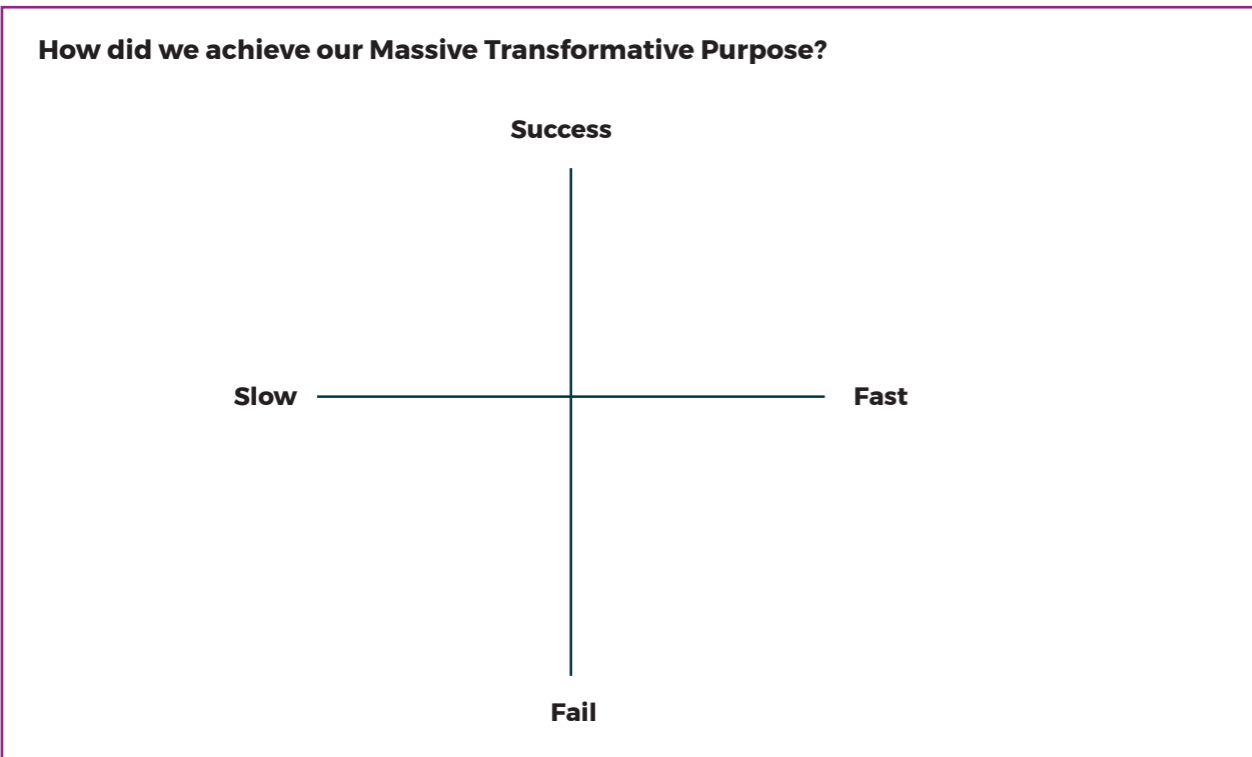 How did we achieve our Massive Transformative Purpose?
Success
Slow
Fast
Fail